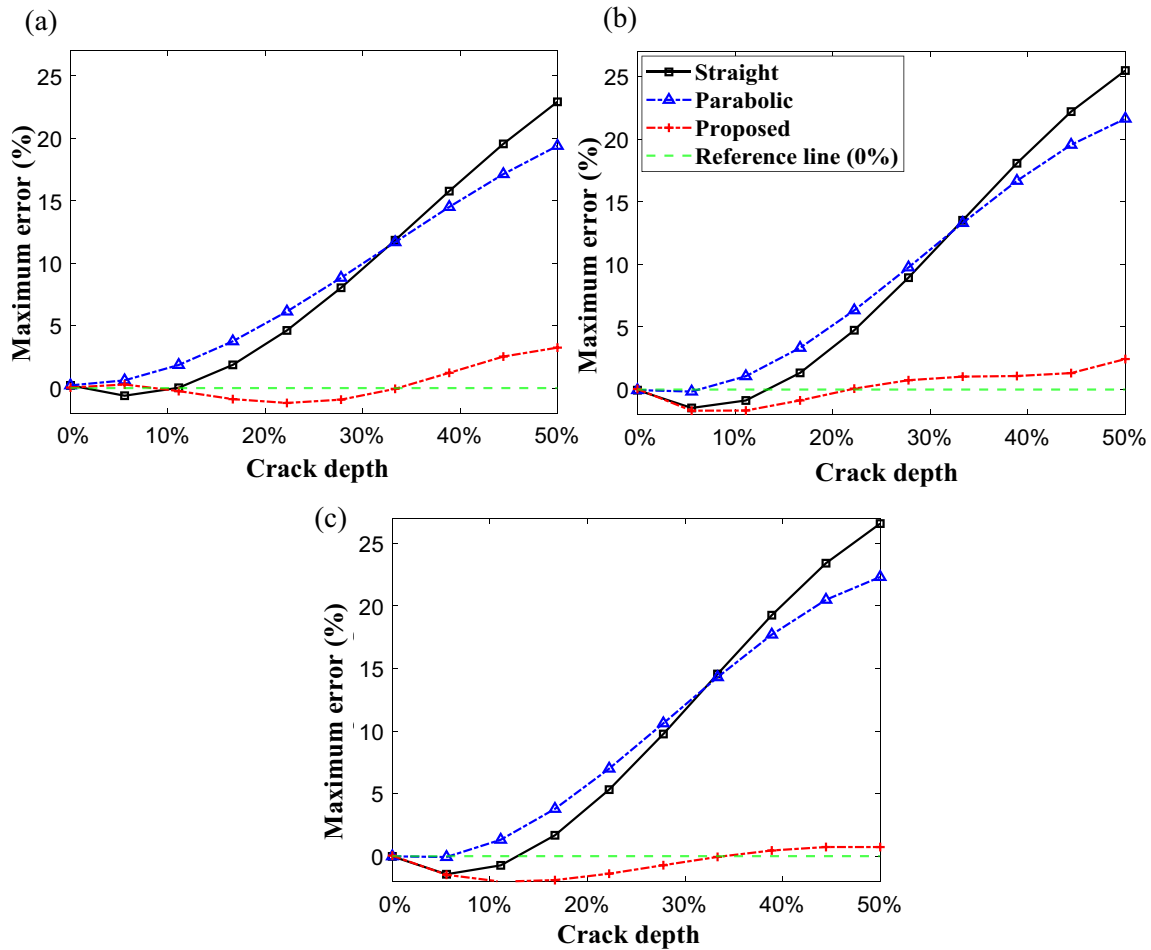 (a)
25
20
15
10
5
0
Maximum error (%)
0% 10% 20% 30% 40% 50%
Crack depth
(b)
Straight
Parabolic
Proposed
Reference line (0%)
25
20
15
10
5
0
Maximum error (%)
0% 10% 20% 30% 40% 50%
Crack depth
(c)
25
20
15
10
5
0
Maximum error (%)
0% 10% 20% 30% 40% 50%
Crack depth